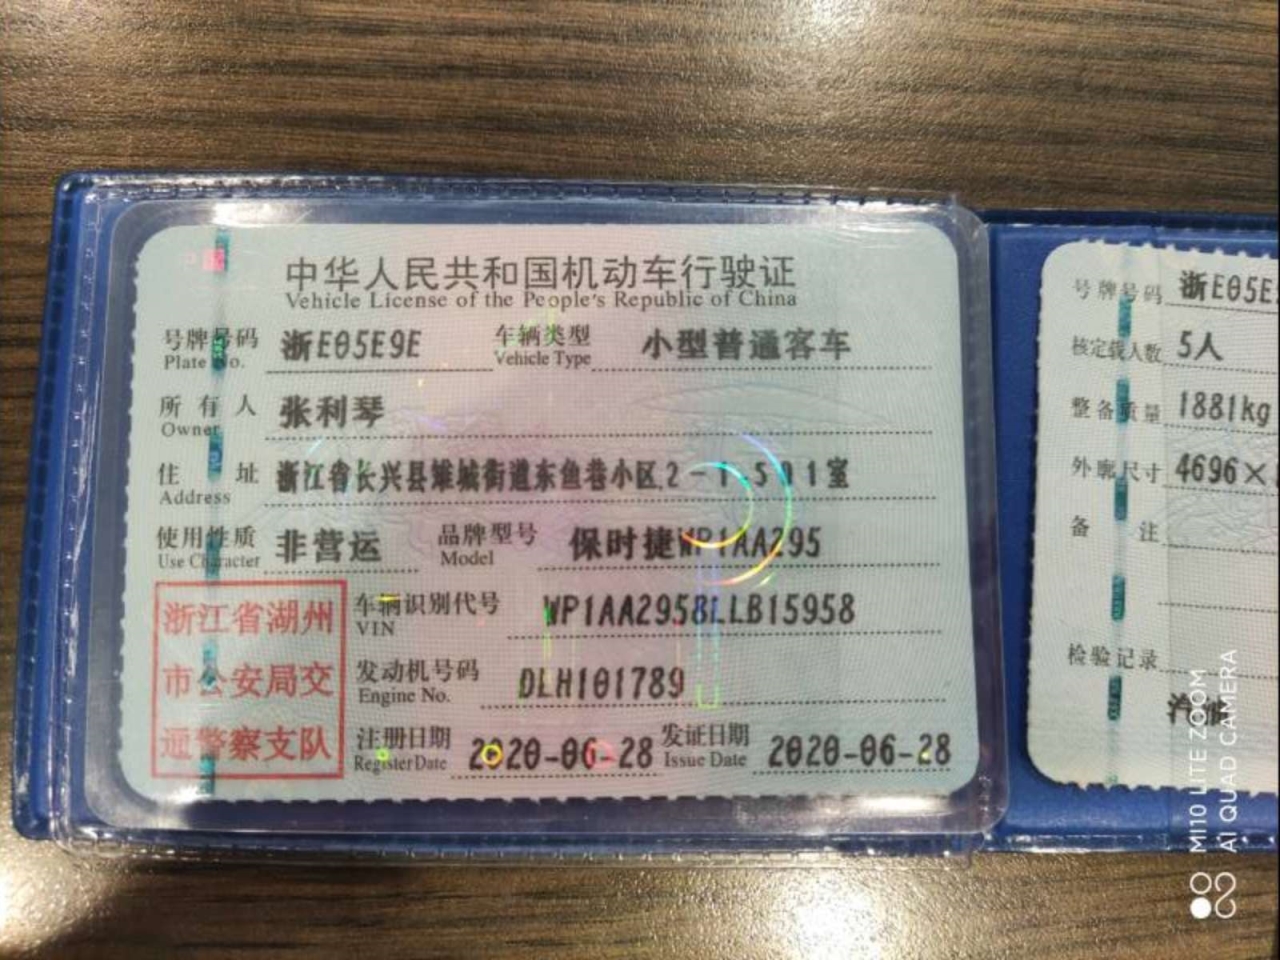 中华人民共和国机动车行驶证
Vehicle License of the People's Republic of China
号牌号码 浙E05E9E 车辆类型 小型普通客车
Plate No. Vehicle Type
所有人 张利琴
Owner
住址 浙江省长兴县雉城街道东鱼巷小区2-1-501室
Address
使用性质 非营运 品牌型号 保时捷WP1AA295
Use Character Model
浙江省湖州
市公安局交
通警察支队
车辆识别代号 WP1AA2958LLB15958
VIN
发动机号码 DLH101789
Engine No.
注册日期 2020-06-28 发证日期 2020-06-28
Register Date Issue Date
号牌号码 浙E05E
核定载人数 5人
整备质量 1881kg
外廓尺寸 4696×
备注
检验记录
MI10 LITE ZOOM
AI QUAD CAMERA